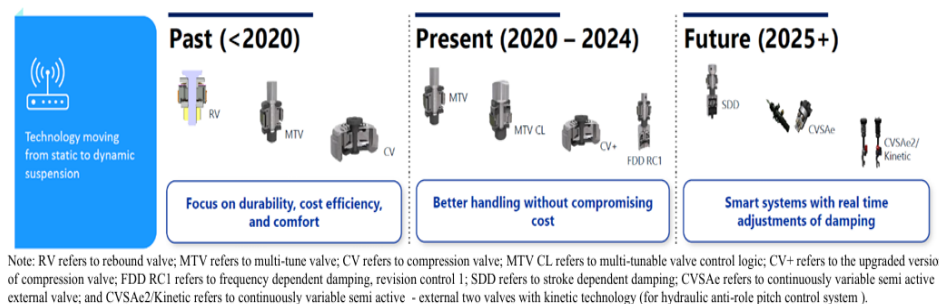 Past (<2020)
Present (2020 – 2024)
Future (2025+)
Technology moving
from static to dynamic
suspension
RV
MTV
CV
MTV
MTV CL
CV+
FDD RC1
SDD
CVSAe
CVSAe2/
Kinetic
Focus on durability, cost efficiency,
and comfort
Better handling without compromising
cost
Smart systems with real time
adjustments of damping
Note: RV refers to rebound valve; MTV refers to multi-tune valve; CV refers to compression valve; MTV CL refers to multi-tunable valve control logic; CV+ refers to the upgraded versio
of compression valve; FDD RC1 refers to frequency dependent damping, revision control 1; SDD refers to stroke dependent damping; CVSAe refers to continuously variable semi active
external valve; and CVSAe2/Kinetic refers to continuously variable semi active - external two valves with kinetic technology (for hydraulic anti-role pitch control system ).